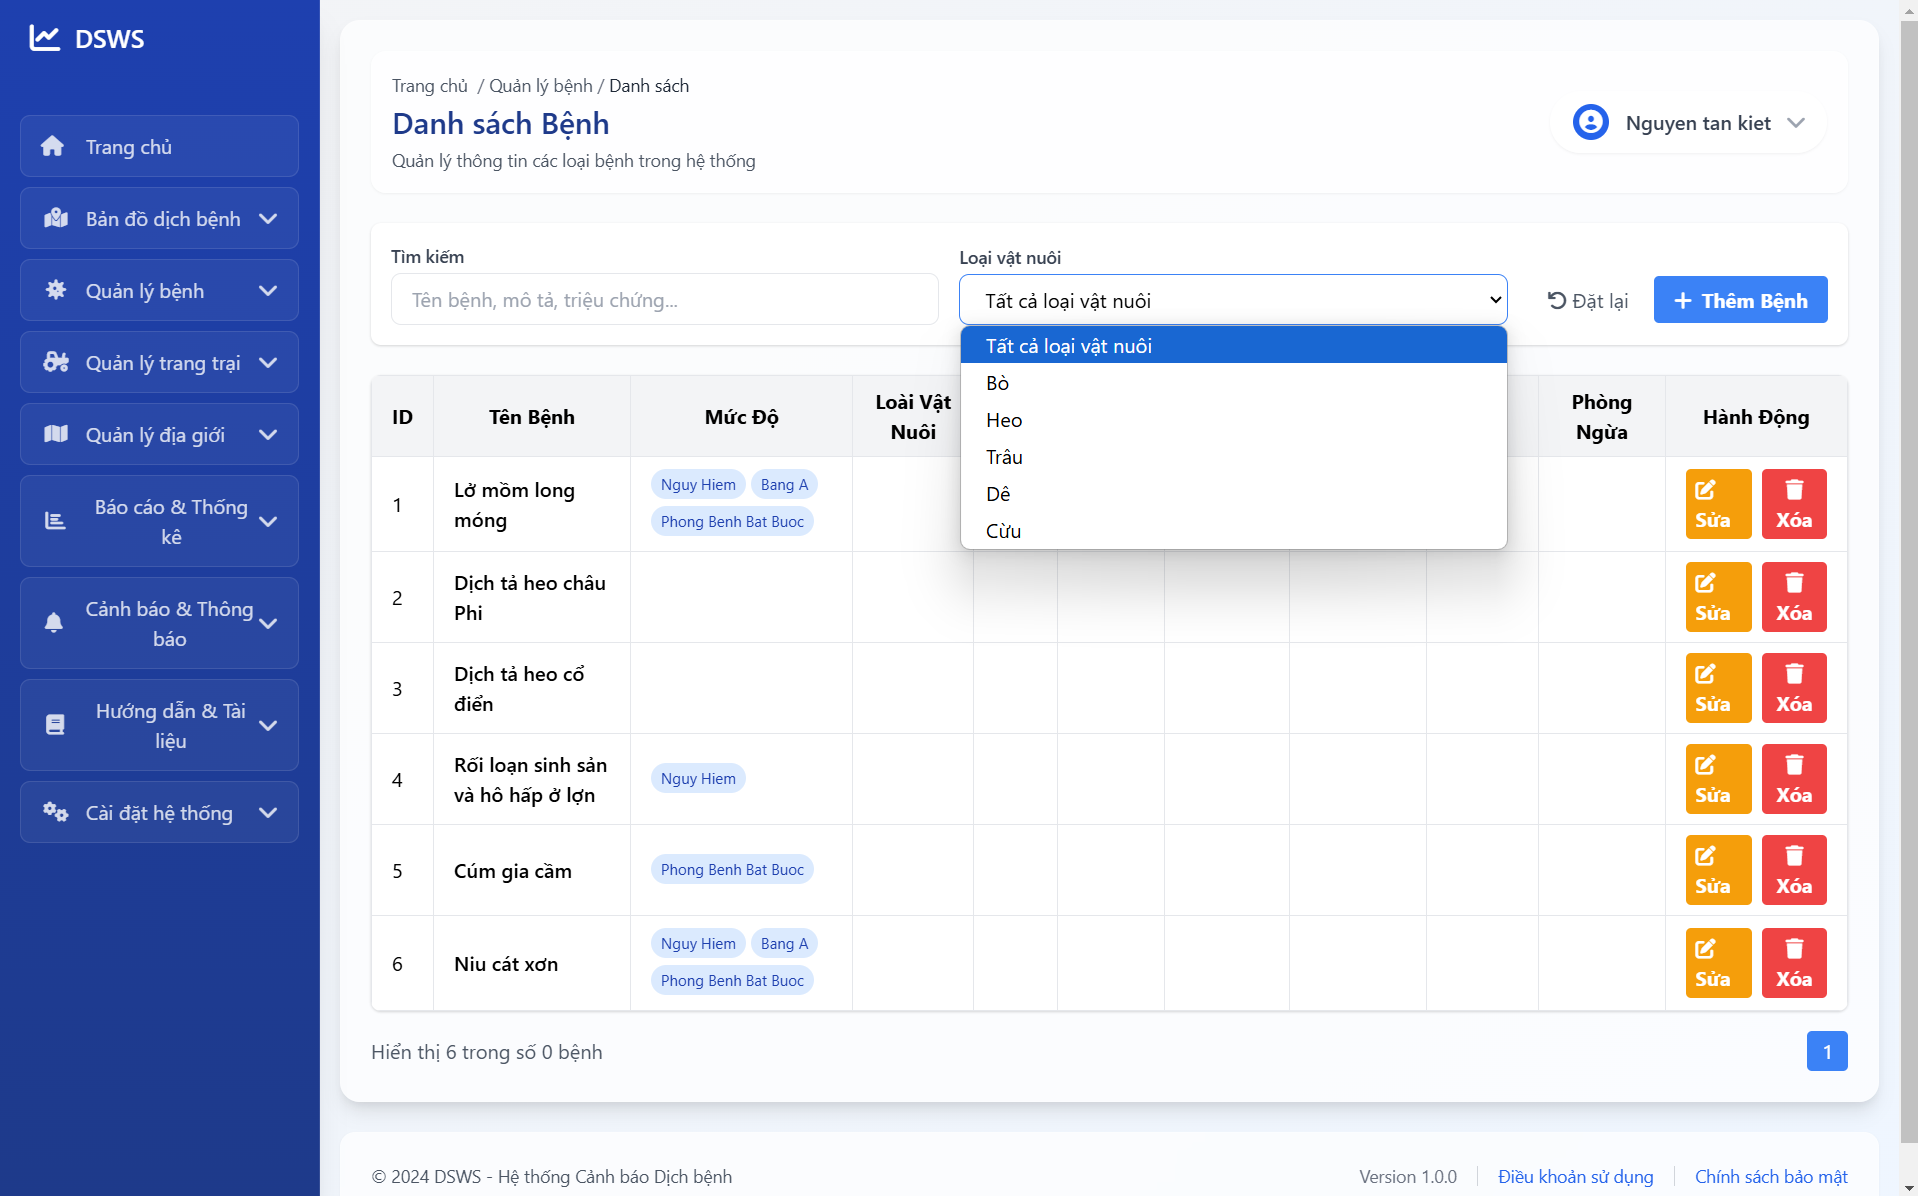 DSWS
Trang chủ
Bản đồ dịch bệnh
Quản lý bệnh
Quản lý trang trại
Quản lý địa giới
Báo cáo & Thống
kê
Cảnh báo & Thông
báo
Hướng dẫn & Tài
liệu
Cài đặt hệ thống
Trang chủ / Quản lý bệnh / Danh sách
Danh sách Bệnh
Quản lý thông tin các loại bệnh trong hệ thống
Nguyen tan kiet
Tìm kiếm
Tên bệnh, mô tả, triệu chứng...
Loại vật nuôi
Tất cả loại vật nuôi
Đặt lại
Thêm Bệnh
Tất cả loại vật nuôi
Bò
Heo
Trâu
Dê
Cừu
ID
Tên Bệnh
Mức Độ
Loài Vật
Nuôi
Phòng
Ngừa
Hành Động
1
Lở mồm long
móng
Nguy Hiem
Bang A
Phong Benh Bat Buoc
Sửa
Xóa
2
Dịch tả heo châu
Phi
Sửa
Xóa
3
Dịch tả heo cổ
điển
Sửa
Xóa
4
Rối loạn sinh sản
và hô hấp ở lợn
Nguy Hiem
Sửa
Xóa
5
Cúm gia cầm
Phong Benh Bat Buoc
Sửa
Xóa
6
Niu cát xơn
Nguy Hiem
Bang A
Phong Benh Bat Buoc
Sửa
Xóa
Hiển thị 6 trong số 0 bệnh
1
© 2024 DSWS - Hệ thống Cảnh báo Dịch bệnh
Version 1.0.0
Điều khoản sử dụng
Chính sách bảo mật